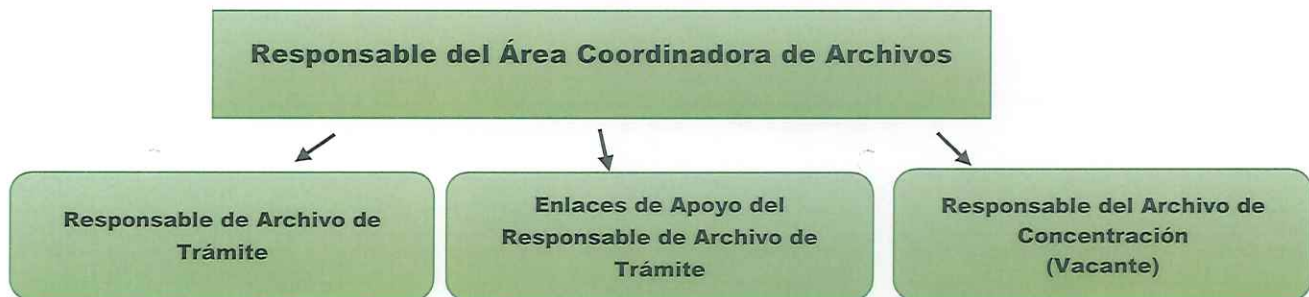 Responsable del Área Coordinadora de Archivos
Responsable de Archivo de
Trámite
Enlaces de Apoyo del
Responsable de Archivo de
Trámite
Responsable del Archivo de
Concentración
(Vacante)